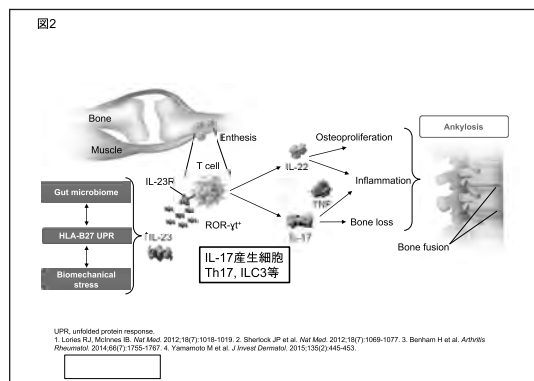 図2
Bone
Muscle
Enthesis
T cell
IL-23R
ROR-γt⁺
IL-23
Gut microbiome
HLA-B27 UPR
Biomechanical
stress
IL-17産生細胞
Th17, ILC3等
IL-22
TNF
IL-17
Osteoproliferation
Inflammation
Bone loss
Ankylosis
Bone fusion
UPR, unfolded protein response.
1. Lories RJ, McInnes IB. Nat Med. 2012;18(7):1018-1019. 2. Sherlock JP et al. Nat Med. 2012;18(7):1069-1077. 3. Benham H et al. Arthritis
Rheumatol. 2014;66(7):1755-1767. 4. Yamamoto M et al. J Invest Dermatol. 2015;135(2):445-453.